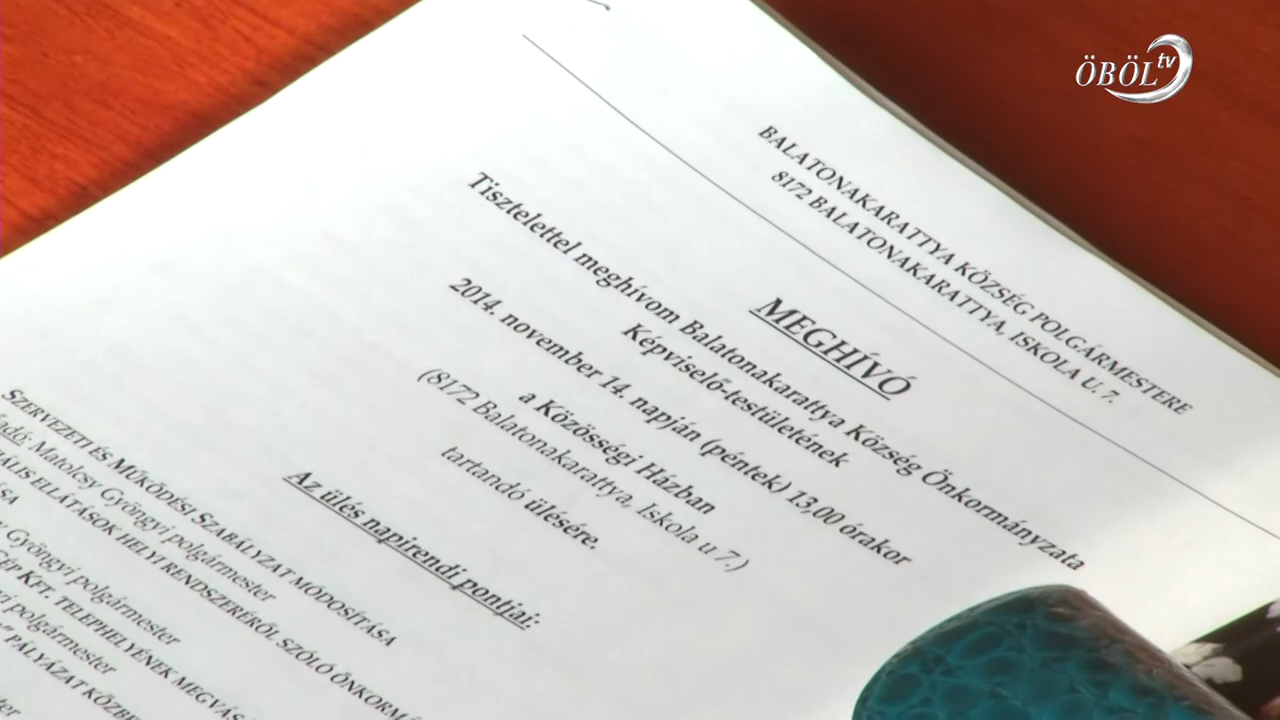 ÖBÖL tv
BALATONAKARATTYA KÖZSÉG POLGÁRMESTERE
8172 BALATONAKARATTYA, ISKOLA U. 7.
MEGHÍVÓ
Tisztelettel meghívom Balatonakarattya Község Önkormányzata
Képviselő-testületének
2014. november 14. napján (péntek) 13,00 órakor
a Közösségi Házban
(8172 Balatonakarattya, Iskola u 7.)
tartandó ülésére.
Az ülés napirendi pontjai:
SZERVEZETI ÉS MŰKÖDÉSI SZABÁLYZAT MÓDOSÍTÁSA
Matolcsy Gyöngyi polgármester
ELLÁTÁSOK HELYI RENDSZERÉRŐL SZÓLÓ
Gyöngyi polgármester
KFT. TELEPHELYÉNEK
polgármester
PÁLYÁZAT